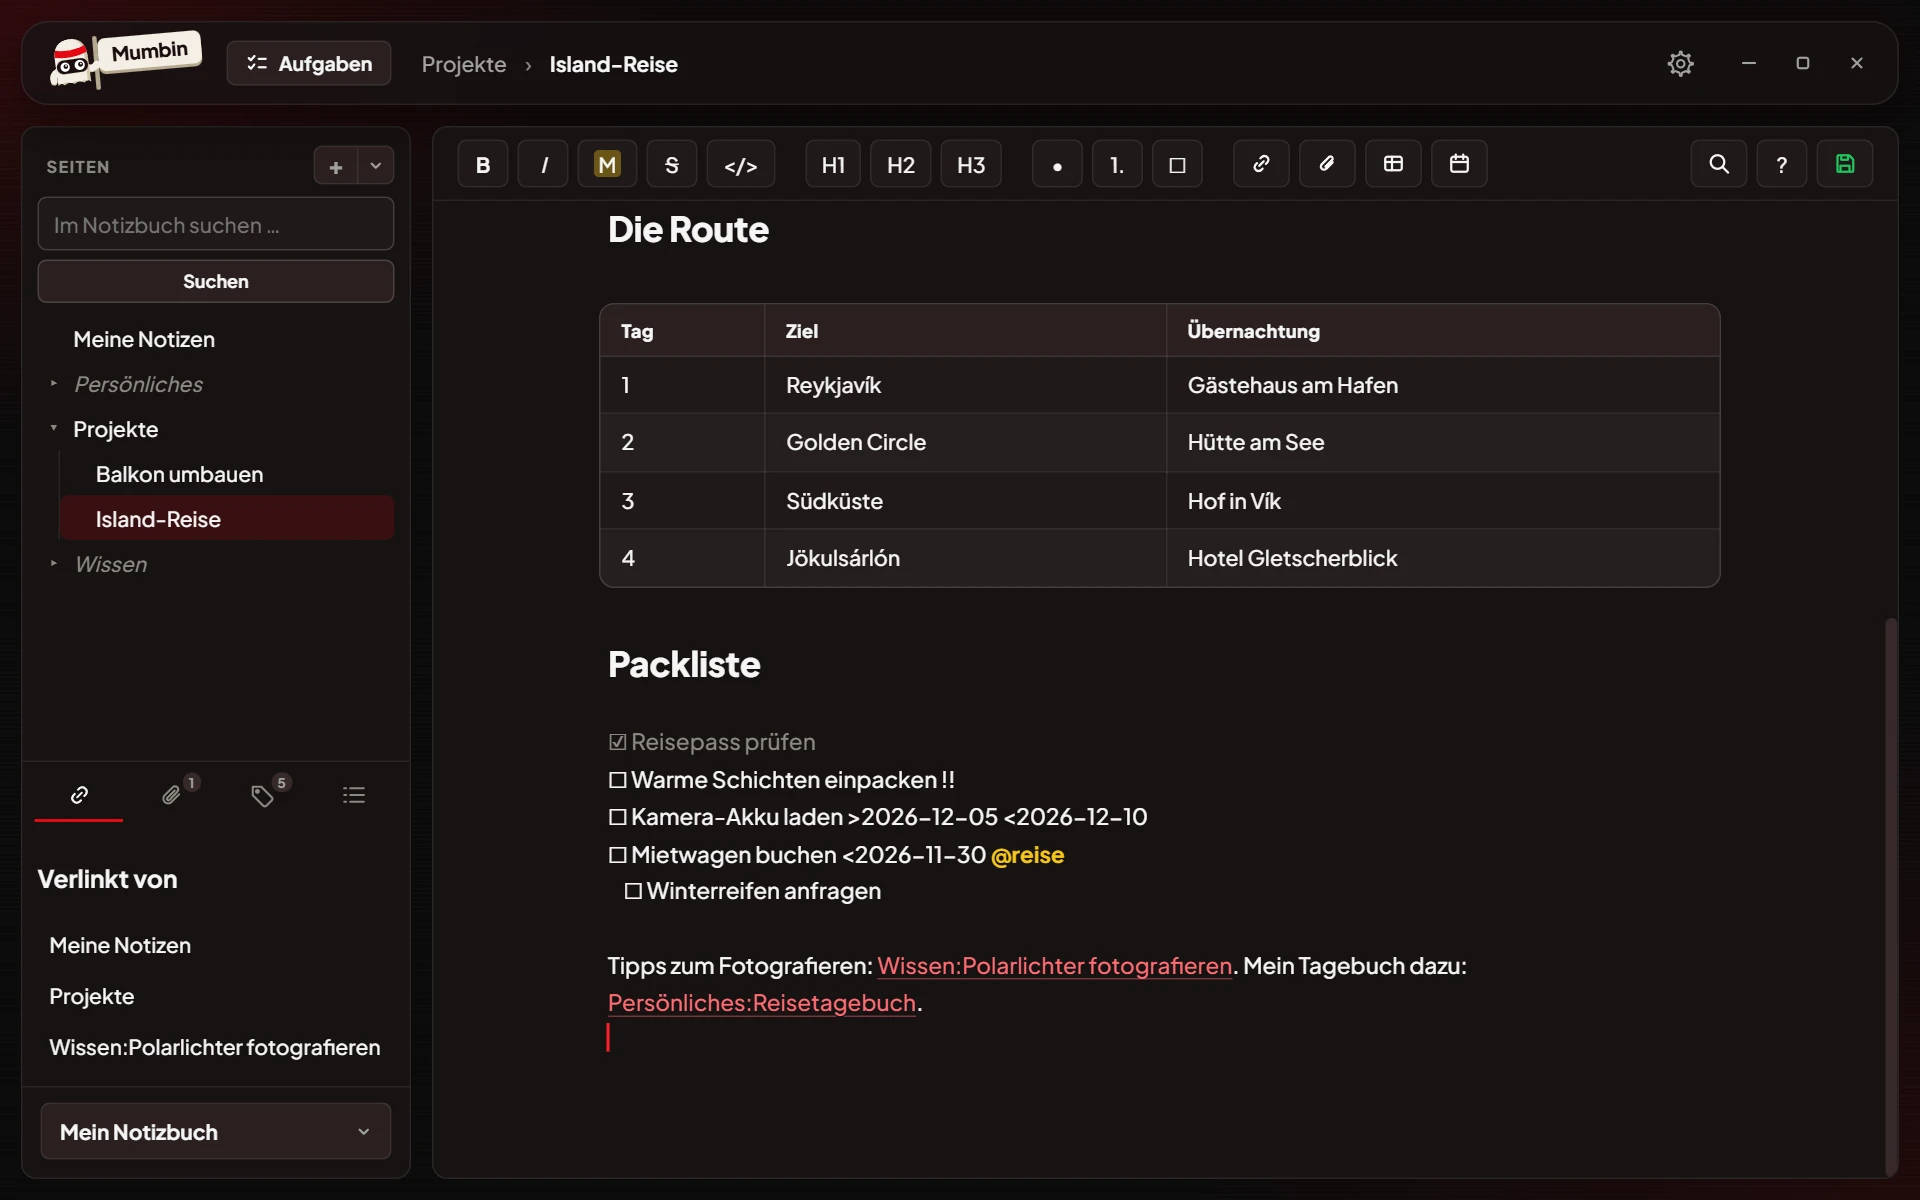 Mumbin
Aufgaben
Projekte › Island-Reise
SEITEN
+
Im Notizbuch suchen ...
Suchen
Meine Notizen
Persönliches
Projekte
Balkon umbauen
Island-Reise
Wissen
1
5
Verlinkt von
Meine Notizen
Projekte
Wissen:Polarlichter fotografieren
Mein Notizbuch
B I M S </> H1 H2 H3 • 1. ?
Die Route
Tag Ziel Übernachtung
1 Reykjavík Gästehaus am Hafen
2 Golden Circle Hütte am See
3 Südküste Hof in Vík
4 Jökulsárlón Hotel Gletscherblick
Packliste
☑ Reisepass prüfen
☐ Warme Schichten einpacken !!
☐ Kamera-Akku laden >2026-12-05 <2026-12-10
☐ Mietwagen buchen <2026-11-30 @reise
☐ Winterreifen anfragen
Tipps zum Fotografieren: Wissen:Polarlichter fotografieren. Mein Tagebuch dazu:
Persönliches:Reisetagebuch.